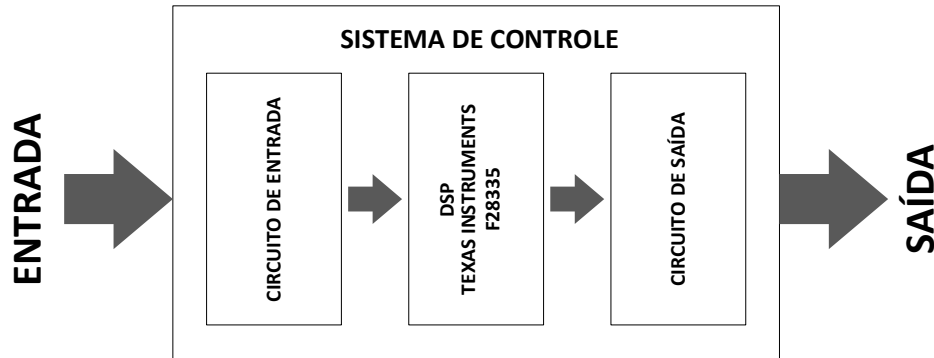 SISTEMA DE CONTROLE
ENTRADA
CIRCUITO DE ENTRADA
DSP
TEXAS INSTRUMENTS
F28335
CIRCUITO DE SAÍDA
SAÍDA